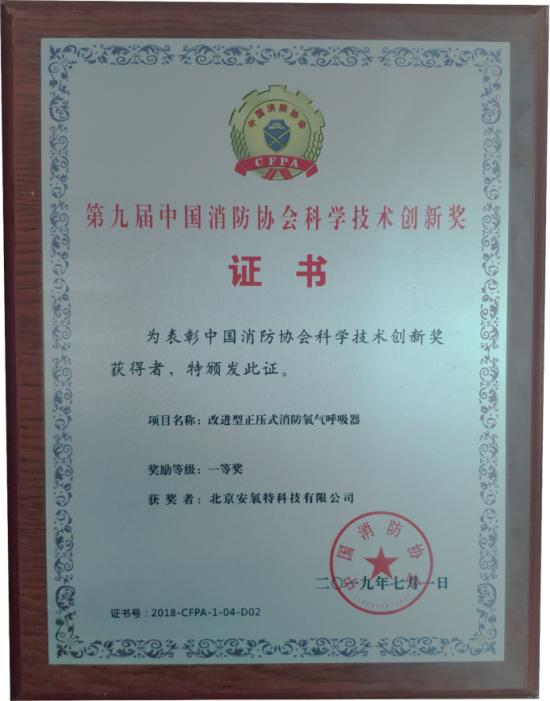 中国消防协会
CFPA
第九届中国消防协会科学技术创新奖
证书
为表彰中国消防协会科学技术创新奖
获得者，特颁发此证。
项目名称：改进型正压式消防氧气呼吸器
奖励等级：一等奖
获奖者：北京安氧特科技有限公司
中国消防协会
二〇一九年七月一日
证书号：2018-CFPA-1-04-D02